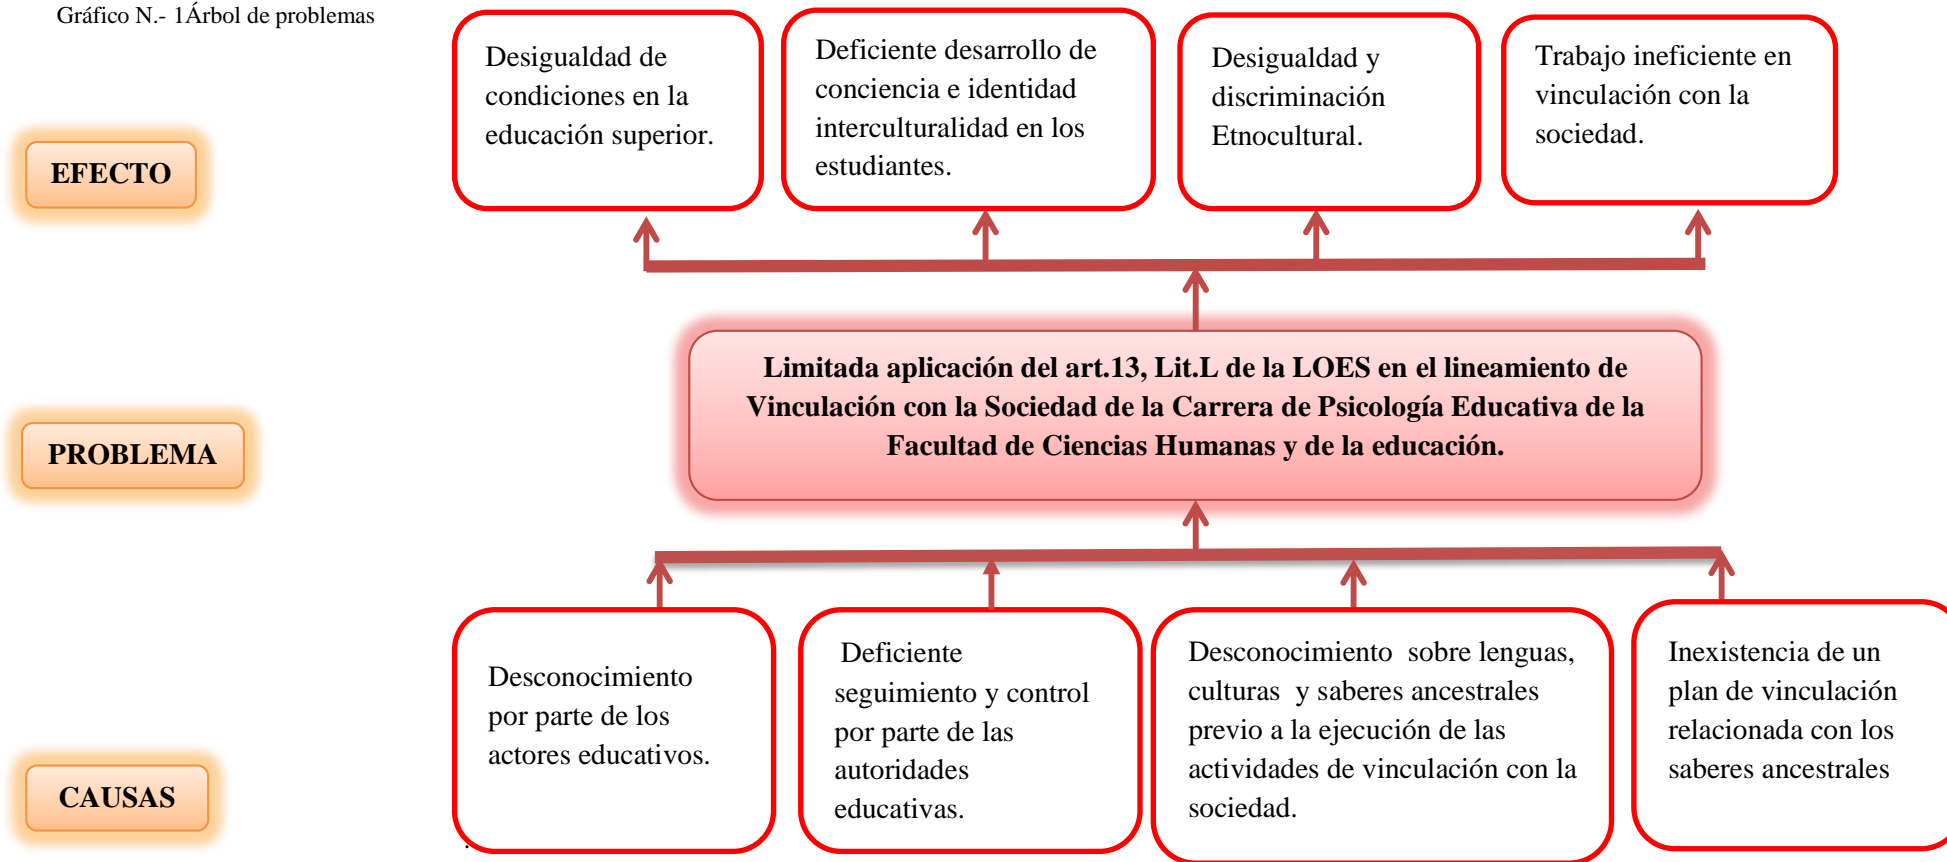 Gráfico N.- 1Árbol de problemas
EFECTO
Desigualdad de
condiciones en la
educación superior.
Deficiente desarrollo de
conciencia e identidad
interculturalidad en los
estudiantes.
Desigualdad y
discriminación
Etnocultural.
Trabajo ineficiente en
vinculación con la
sociedad.
PROBLEMA
Limitada aplicación del art.13, Lit.L de la LOES en el lineamiento de
Vinculación con la Sociedad de la Carrera de Psicología Educativa de la
Facultad de Ciencias Humanas y de la educación.
CAUSAS
Desconocimiento
por parte de los
actores educativos.
Deficiente
seguimiento y control
por parte de las
autoridades
educativas.
Desconocimiento sobre lenguas,
culturas y saberes ancestrales
previo a la ejecución de las
actividades de vinculación con la
sociedad.
Inexistencia de un
plan de vinculación
relacionada con los
saberes ancestrales
.